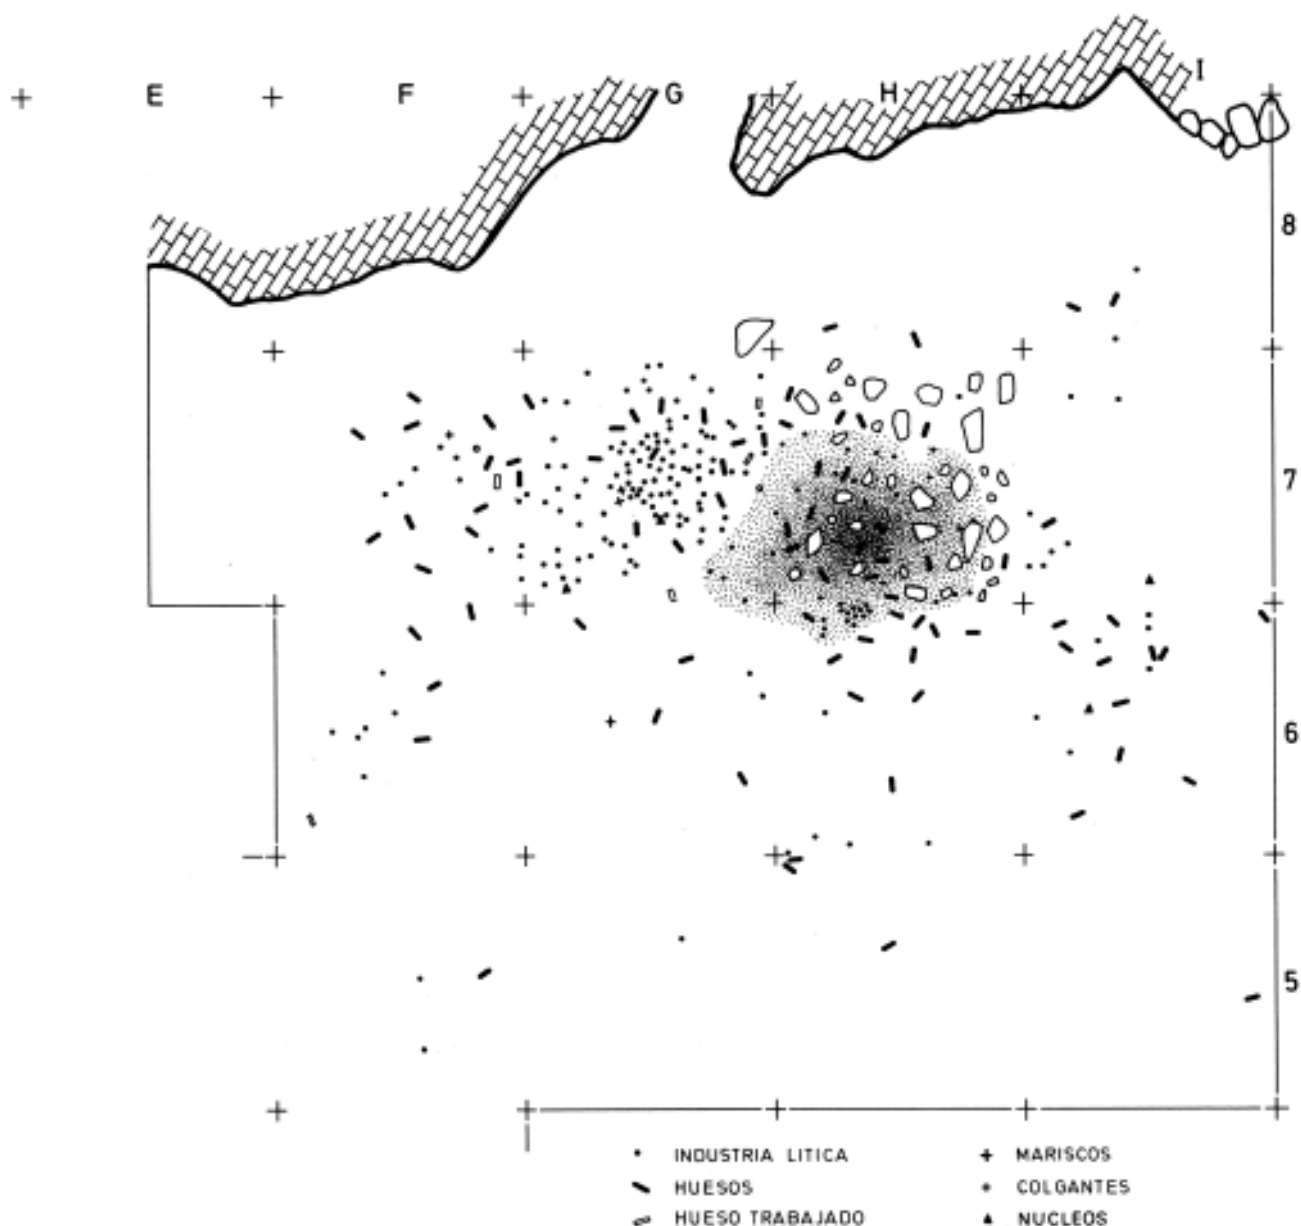 E F G H I
8
7
6
5
INDUSTRIA LITICA
HUESOS
HUESO TRABAJADO
MARISCOS
COLGANTES
NUCLEOS